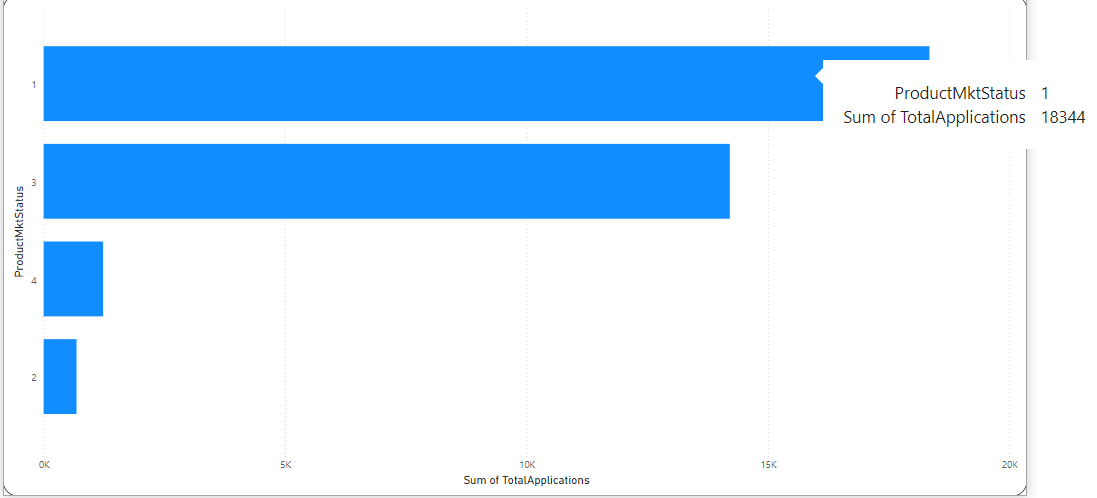 1
ProductMktStatus 1
Sum of TotalApplications 18344
3
ProductMktStatus
4
2
0K 5K 10K 15K 20K
Sum of TotalApplications